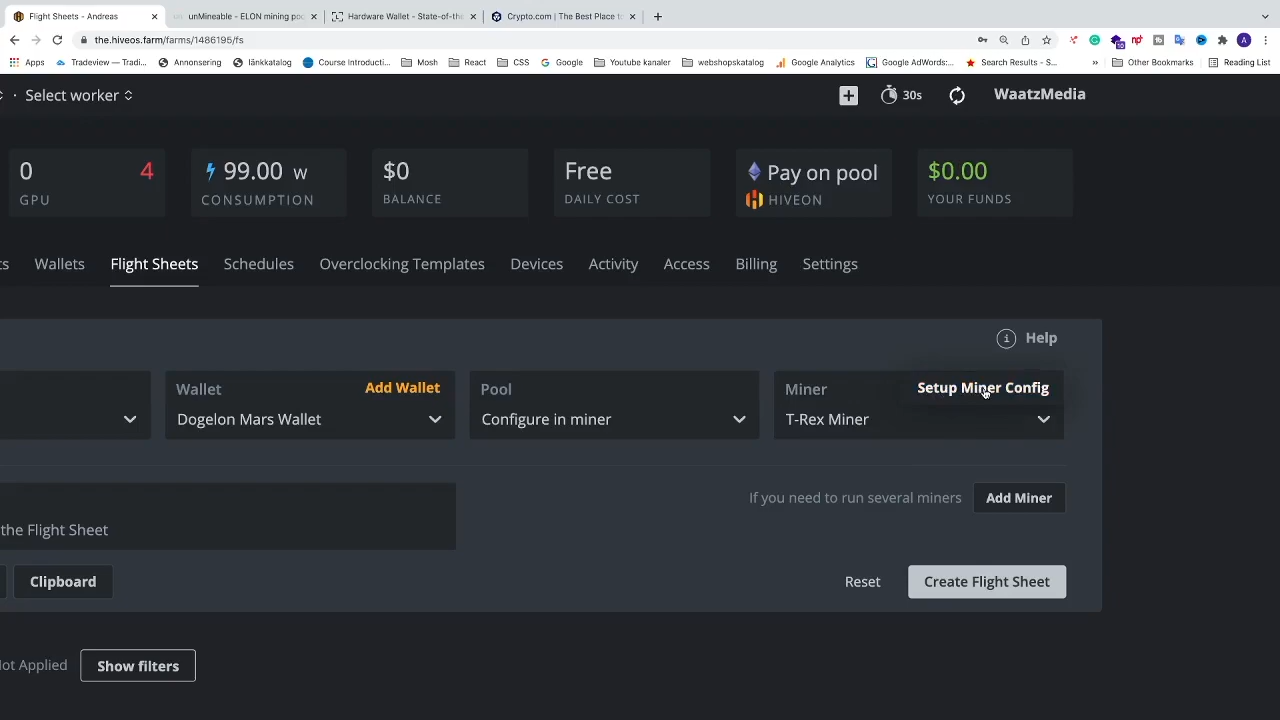 Flight Sheets - Andreas
unMineable - ELON mining poo
Hardware Wallet - State-of-the
Crypto.com | The Best Place to
the.hiveos.farm/farms/1486195/fs
Apps
Tradeview – Tradi...
Annonsering
länkkatalog
Course Introducti...
Mosh
React
CSS
Google
Youtube kanaler
webshopskatalog
Google Analytics
Google AdWords:...
Search Results - S...
»
Other Bookmarks
Reading List
· Select worker
30s
WaatzMedia
0 4
GPU
99.00 W
CONSUMPTION
$0
BALANCE
Free
DAILY COST
Pay on pool
HIVEON
$0.00
YOUR FUNDS
ts
Wallets
Flight Sheets
Schedules
Overclocking Templates
Devices
Activity
Access
Billing
Settings
Help
Wallet
Add Wallet
Dogelon Mars Wallet
Pool
Configure in miner
Miner
Setup Miner Config
T-Rex Miner
the Flight Sheet
If you need to run several miners
Add Miner
Clipboard
Reset
Create Flight Sheet
Not Applied
Show filters